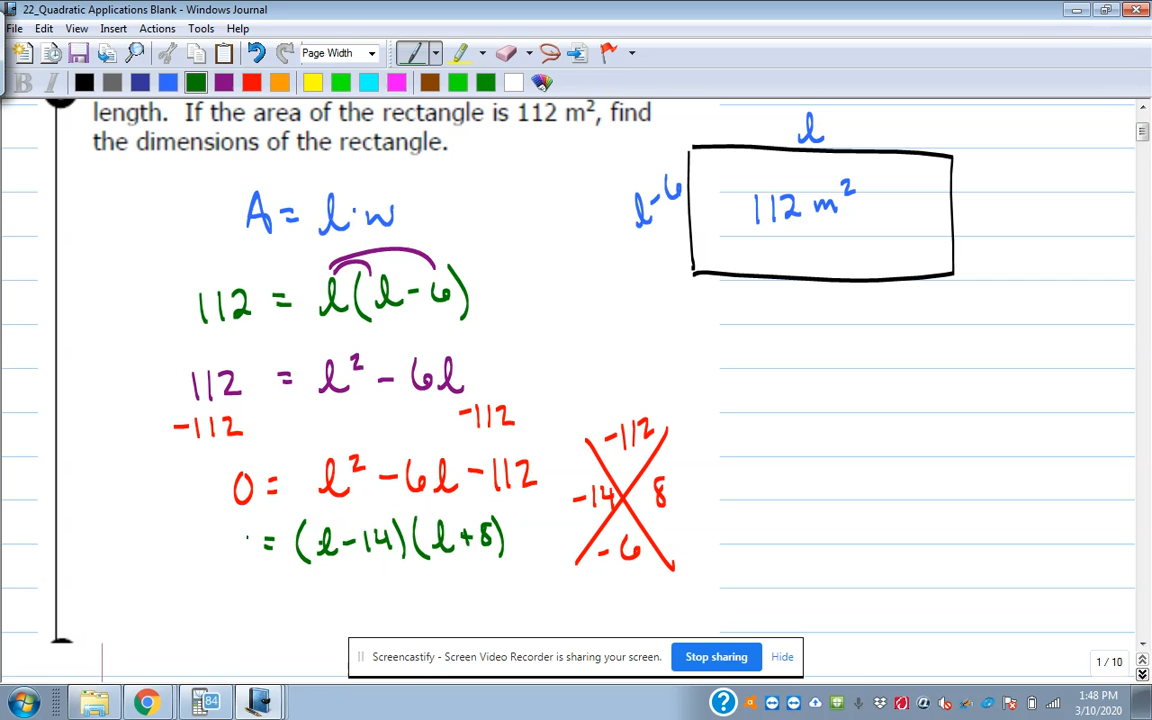 22_Quadratic Applications Blank - Windows Journal
File Edit View Insert Actions Tools Help
Page Width
B I
length. If the area of the rectangle is 112 m², find
the dimensions of the rectangle.
l
l-6
112 m²
A = l·w
112 = l(l-6)
112 = l² - 6l
-112 -112
0 = l² - 6l - 112
= (l-14)(l+8)
-112
-14 8
-6
Screencastify - Screen Video Recorder is sharing your screen. Stop sharing Hide
1 / 10
84
1:48 PM
3/10/2020